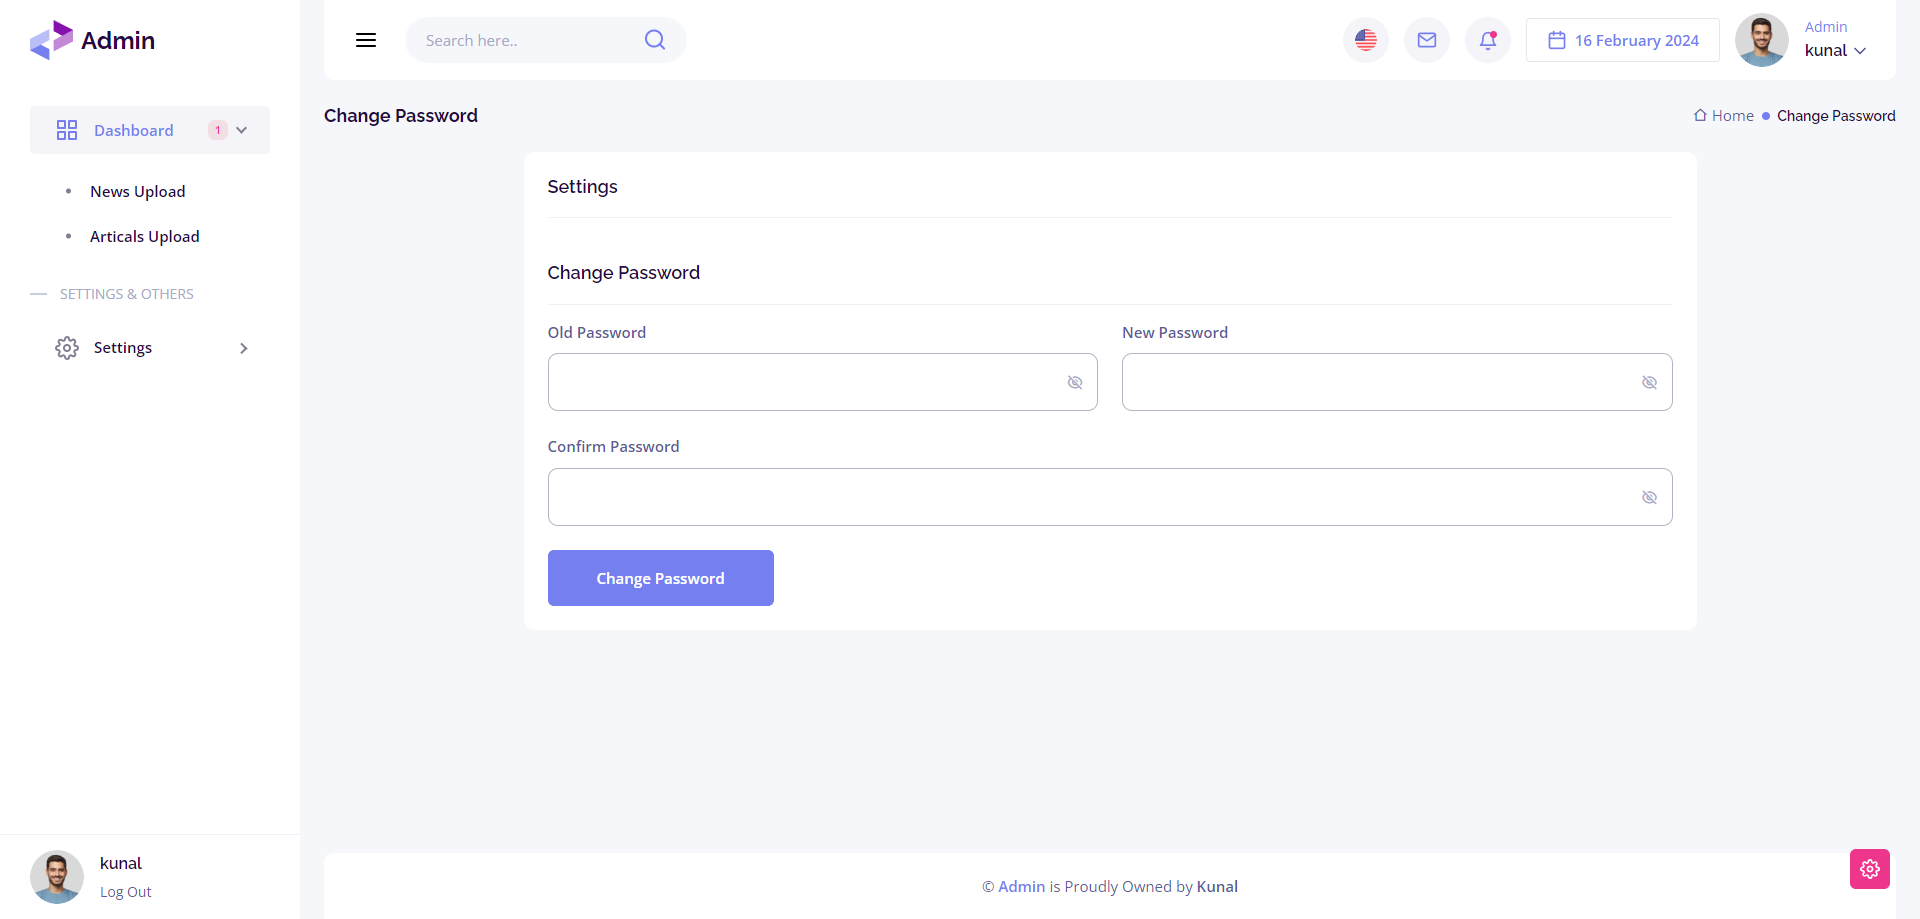 Admin
Search here..
16 February 2024
Admin
kunal
Dashboard
1
News Upload
Articals Upload
SETTINGS & OTHERS
Settings
Change Password
Home
Change Password
Settings
Change Password
Old Password
New Password
Confirm Password
Change Password
kunal
Log Out
© Admin is Proudly Owned by Kunal